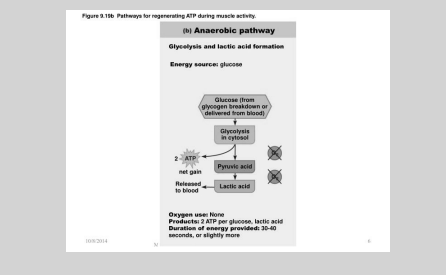 Figure 9.19b Pathways for regenerating ATP during muscle activity.
(b) Anaerobic pathway
Glycolysis and lactic acid formation
Energy source: glucose
Glucose (from
glycogen breakdown or
delivered from blood)
Glycolysis
in cytosol
2 ATP
net gain
Pyruvic acid
O₂
O₂
Released
to blood
Lactic acid
Oxygen use: None
Products: 2 ATP per glucose, lactic acid
Duration of energy provided: 30-40
seconds, or slightly more
10/8/2014
6